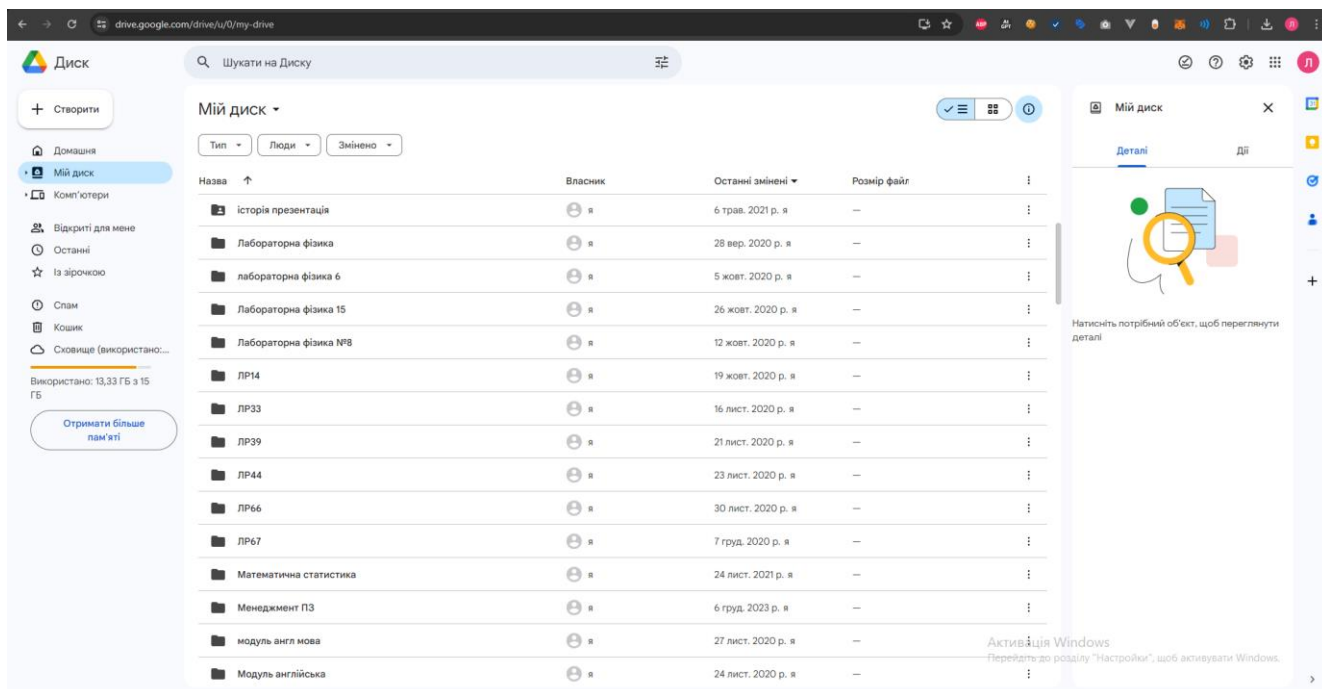 drive.google.com/drive/u/0/my-drive
Диск
Шукати на Диску
Л
Створити
Домашня
Мій диск
Комп'ютери
Відкриті для мене
Останні
Із зірочкою
Спам
Кошик
Сховище (використано:...
Використано: 13,33 ГБ з 15
ГБ
Отримати більше
пам'яті
Мій диск
Тип
Люди
Змінено
Назва Власник Останні змінені Розмір файл
історія презентація я 6 трав. 2021 р. я —
Лабораторна фізика я 28 вер. 2020 р. я —
лабораторна фізика 6 я 5 жовт. 2020 р. я —
Лабораторна фізика 15 я 26 жовт. 2020 р. я —
Лабораторна фізика №8 я 12 жовт. 2020 р. я —
ЛР14 я 19 жовт. 2020 р. я —
ЛР33 я 16 лист. 2020 р. я —
ЛР39 я 21 лист. 2020 р. я —
ЛР44 я 23 лист. 2020 р. я —
ЛР66 я 30 лист. 2020 р. я —
ЛР67 я 7 груд. 2020 р. я —
Математична статистика я 24 лист. 2021 р. я —
Менеджмент ПЗ я 6 груд. 2023 р. я —
модуль англ мова я 27 лист. 2020 р. я —
Модуль англійська я 24 лист. 2020 р. я —
Мій диск
Деталі
Дії
Натисніть потрібний об'єкт, щоб переглянути
деталі
Активація Windows
Перейдіть до розділу "Настройки", щоб активувати Windows.